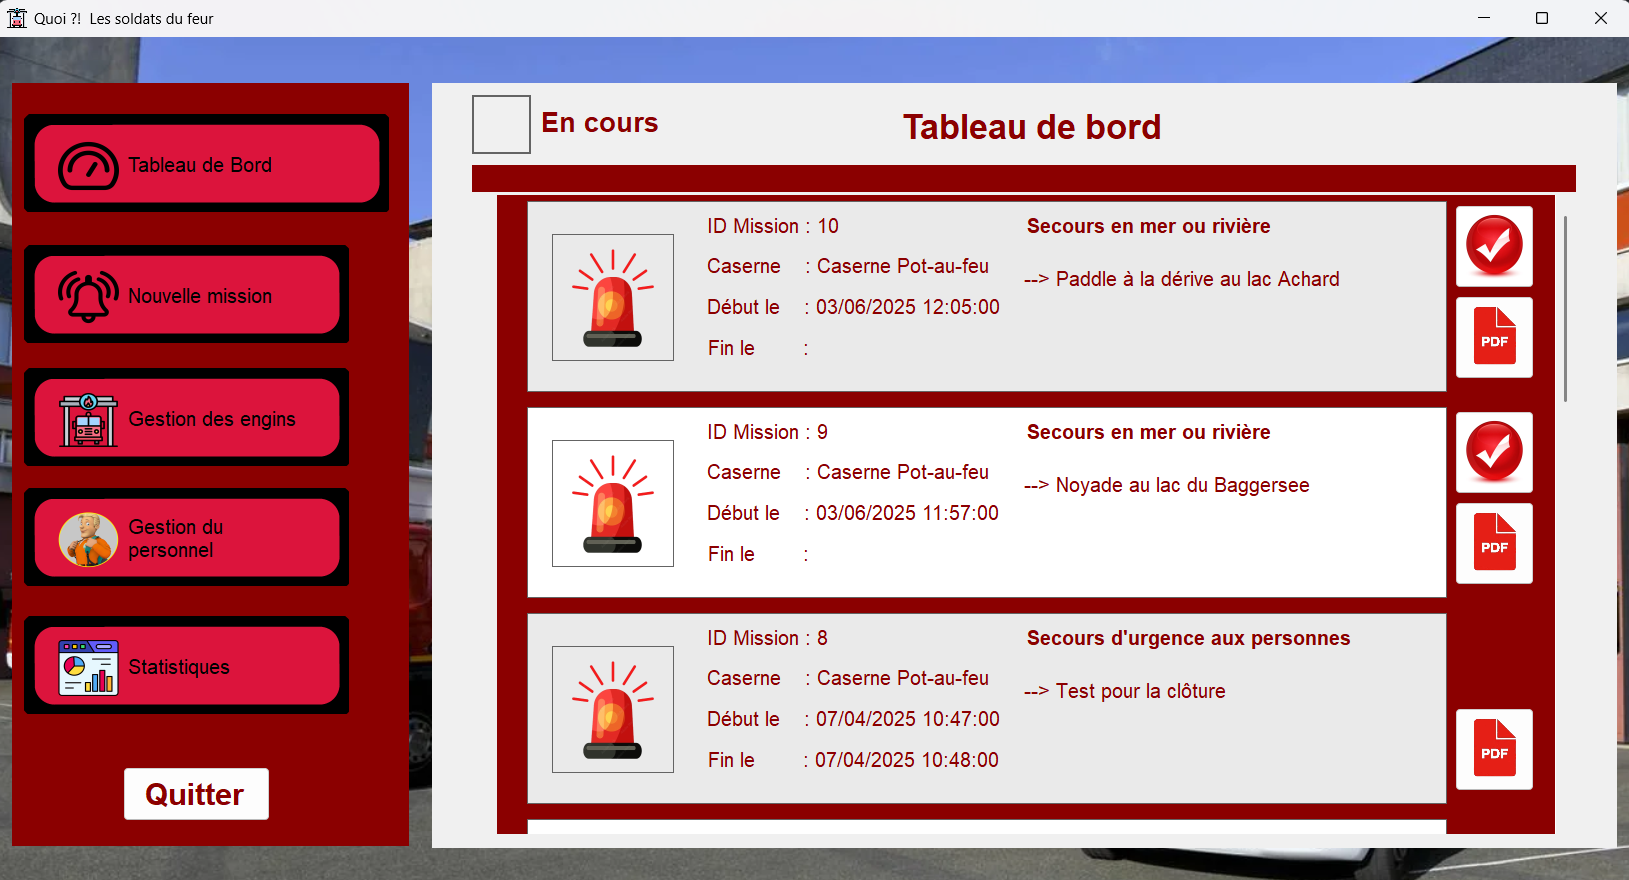 Quoi ?!  Les soldats du feur
Tableau de Bord
Nouvelle mission
Gestion des engins
Gestion du
personnel
Statistiques
Quitter
En cours
Tableau de bord
ID Mission : 10
Caserne : Caserne Pot-au-feu
Début le : 03/06/2025 12:05:00
Fin le :
Secours en mer ou rivière
--> Paddle à la dérive au lac Achard
PDF
ID Mission : 9
Caserne : Caserne Pot-au-feu
Début le : 03/06/2025 11:57:00
Fin le :
Secours en mer ou rivière
--> Noyade au lac du Baggersee
PDF
ID Mission : 8
Caserne : Caserne Pot-au-feu
Début le : 07/04/2025 10:47:00
Fin le : 07/04/2025 10:48:00
Secours d'urgence aux personnes
--> Test pour la clôture
PDF